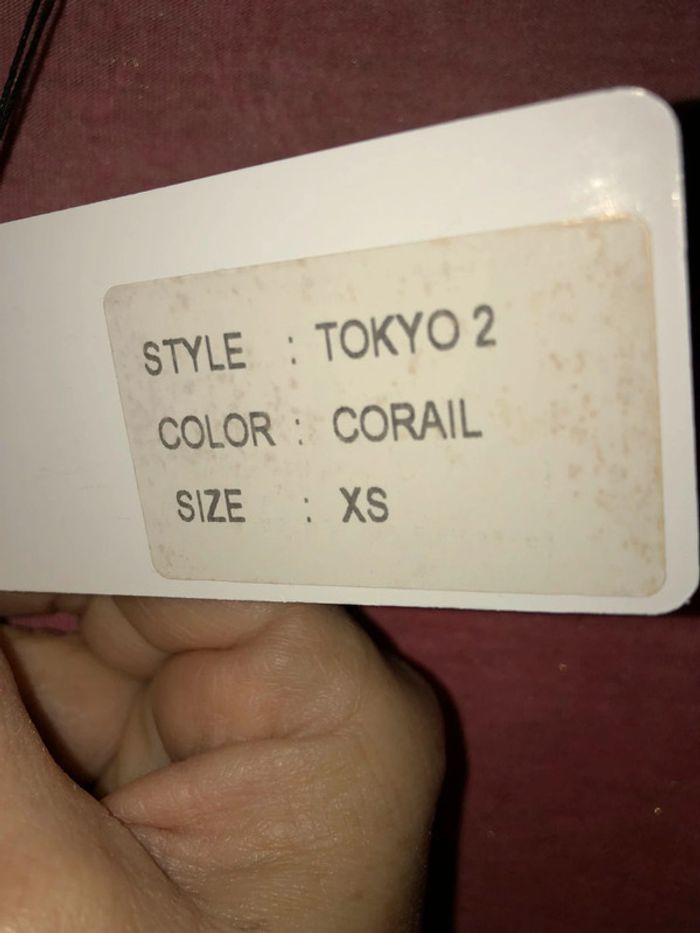 STYLE : TOKYO 2
COLOR : CORAIL
SIZE : XS